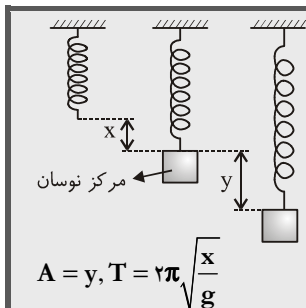 x
مرکز نوسان
y
A = y, T = ۲π√(x/g)